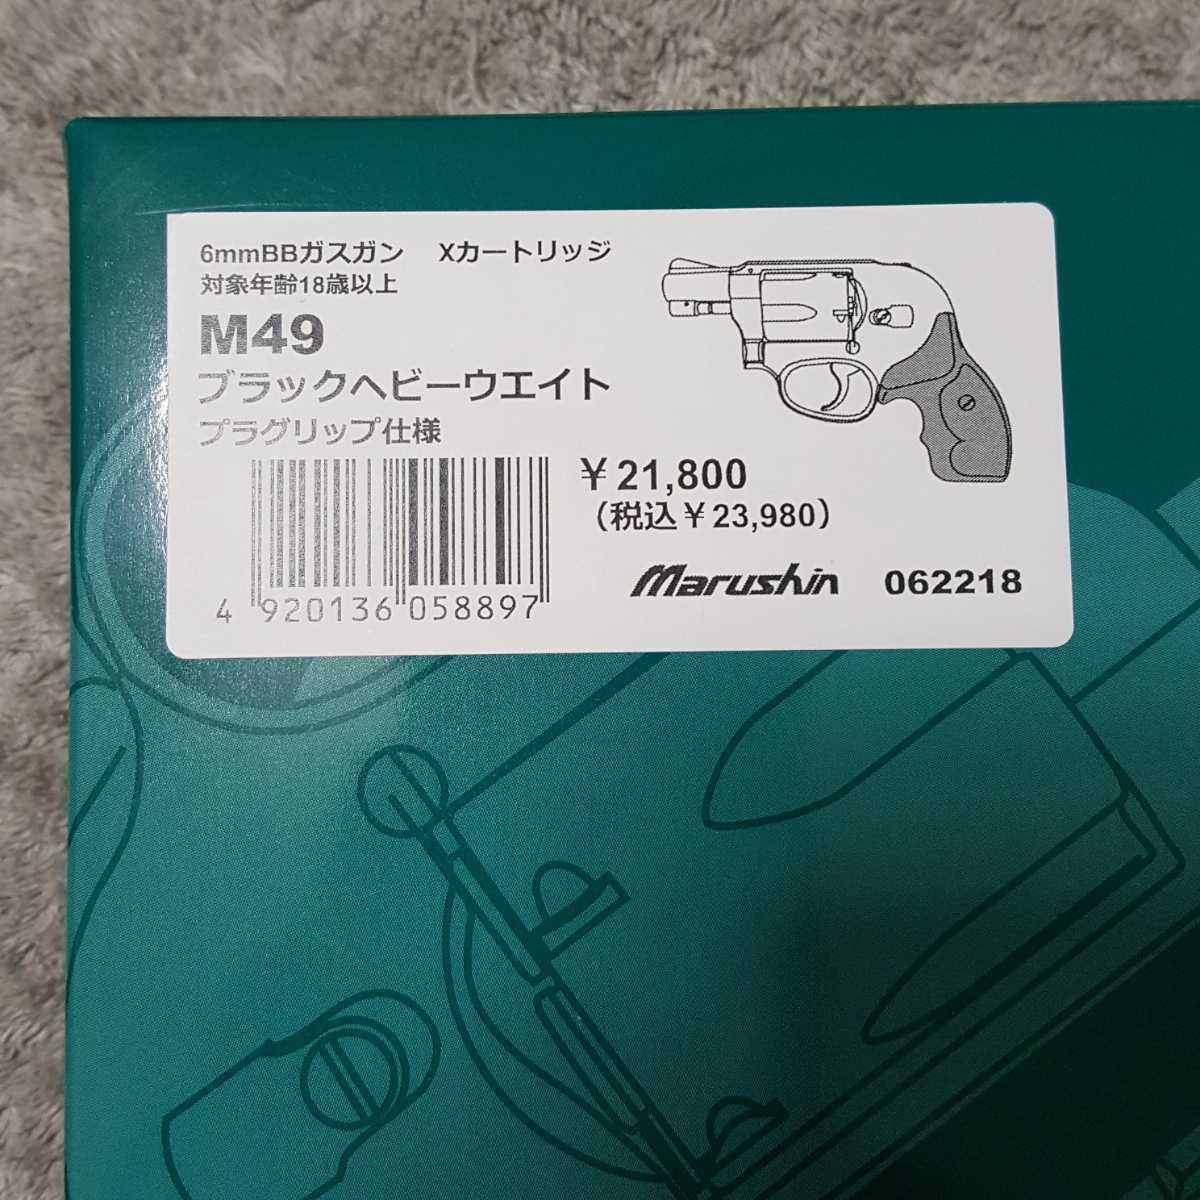 6mmBBガスガン Xカートリッジ
対象年齢18歳以上
M49
ブラックヘビーウエイト
プラグリップ仕様
￥21,800
（税込￥23,980）
4 920136 058897
Marushin 062218